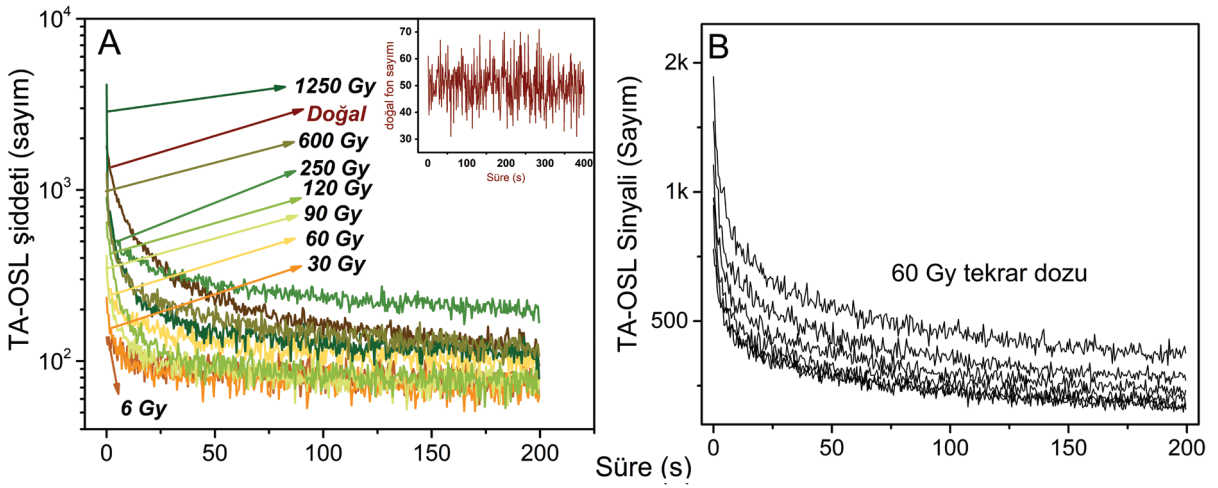 A
TA-OSL şiddeti (sayım)
10⁴
10³
10²
1250 Gy
Doğal
600 Gy
250 Gy
120 Gy
90 Gy
60 Gy
30 Gy
6 Gy
0 50 100 150 200
doğal fon sayımı
70
60
50
40
30
0 100 200 300 400
Süre (s)
B
TA-OSL Sinyali (Sayım)
2k
1k
500
60 Gy tekrar dozu
0 50 100 150 200
Süre (s)